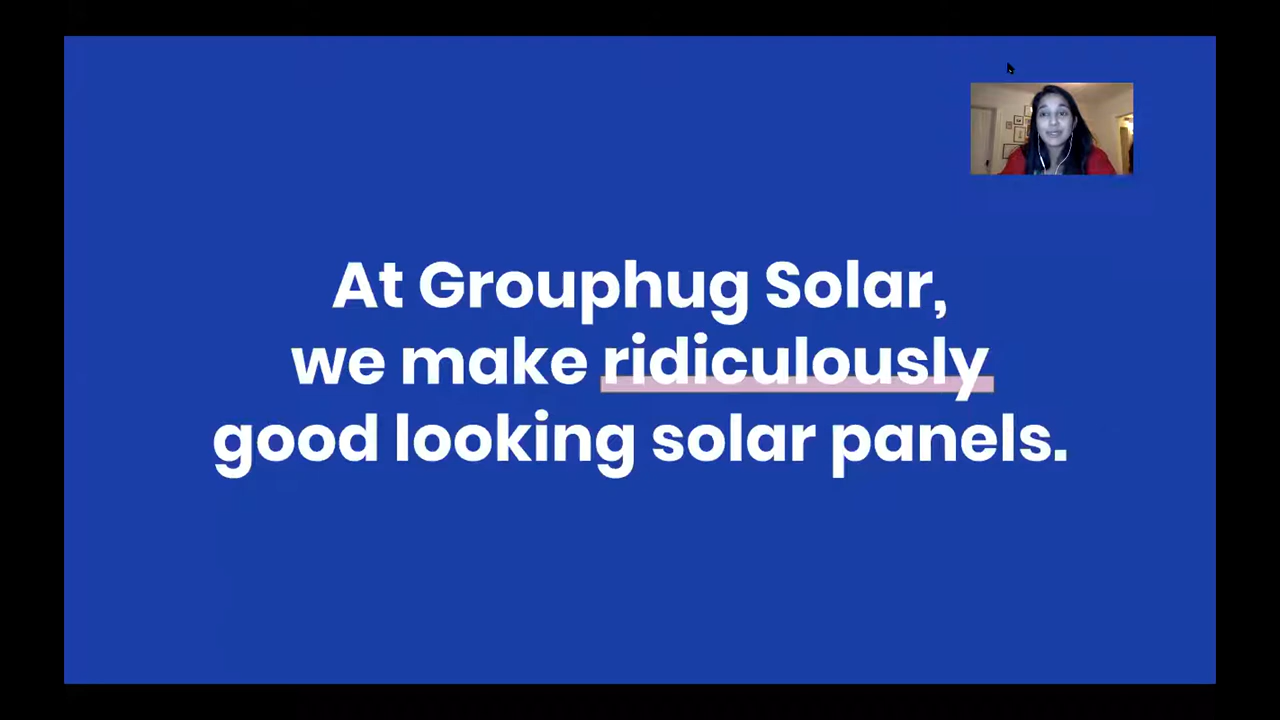 At Grouphug Solar,
we make ridiculously
good looking solar panels.